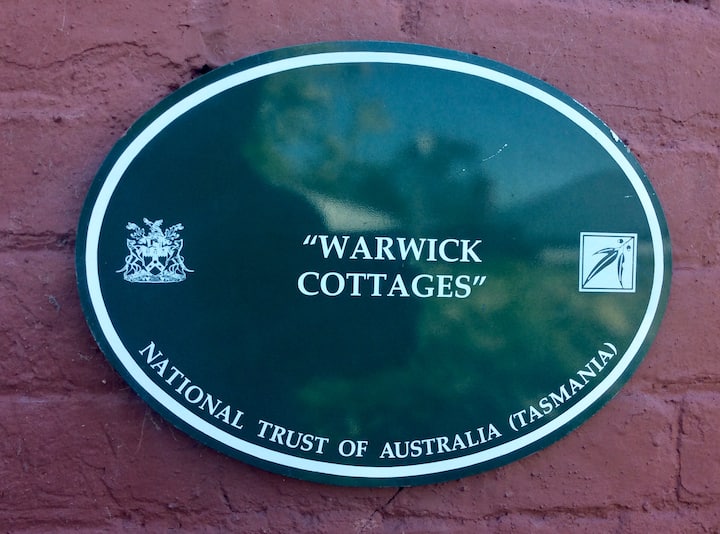 “WARWICK
COTTAGES”
NATIONAL TRUST OF AUSTRALIA (TASMANIA)